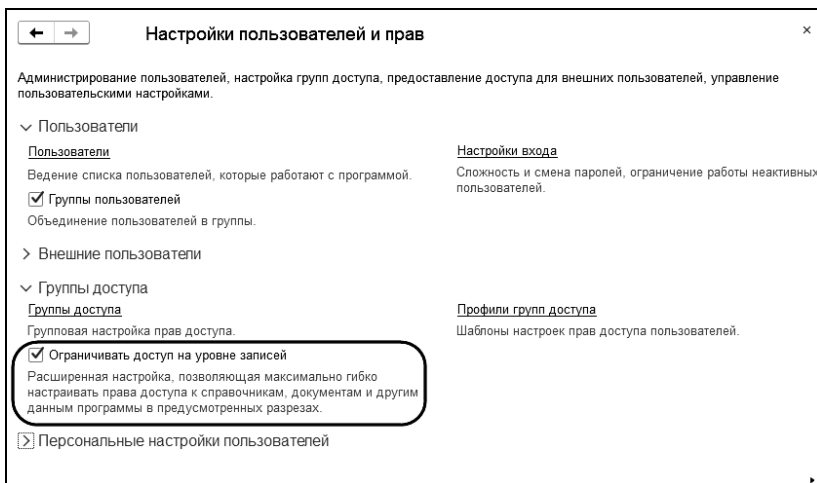 Настройки пользователей и прав
Администрирование пользователей, настройка групп доступа, предоставление доступа для внешних пользователей, управление
пользовательскими настройками.
Пользователи
Пользователи
Ведение списка пользователей, которые работают с программой.
Группы пользователей
Объединение пользователей в группы.
Настройки входа
Сложность и смена паролей, ограничение работы неактивных
пользователей.
Внешние пользователи
Группы доступа
Группы доступа
Групповая настройка прав доступа.
Профили групп доступа
Шаблоны настроек прав доступа пользователей.
Ограничивать доступ на уровне записей
Расширенная настройка, позволяющая максимально гибко
настраивать права доступа к справочникам, документам и другим
данным программы в предусмотренных разрезах.
Персональные настройки пользователей